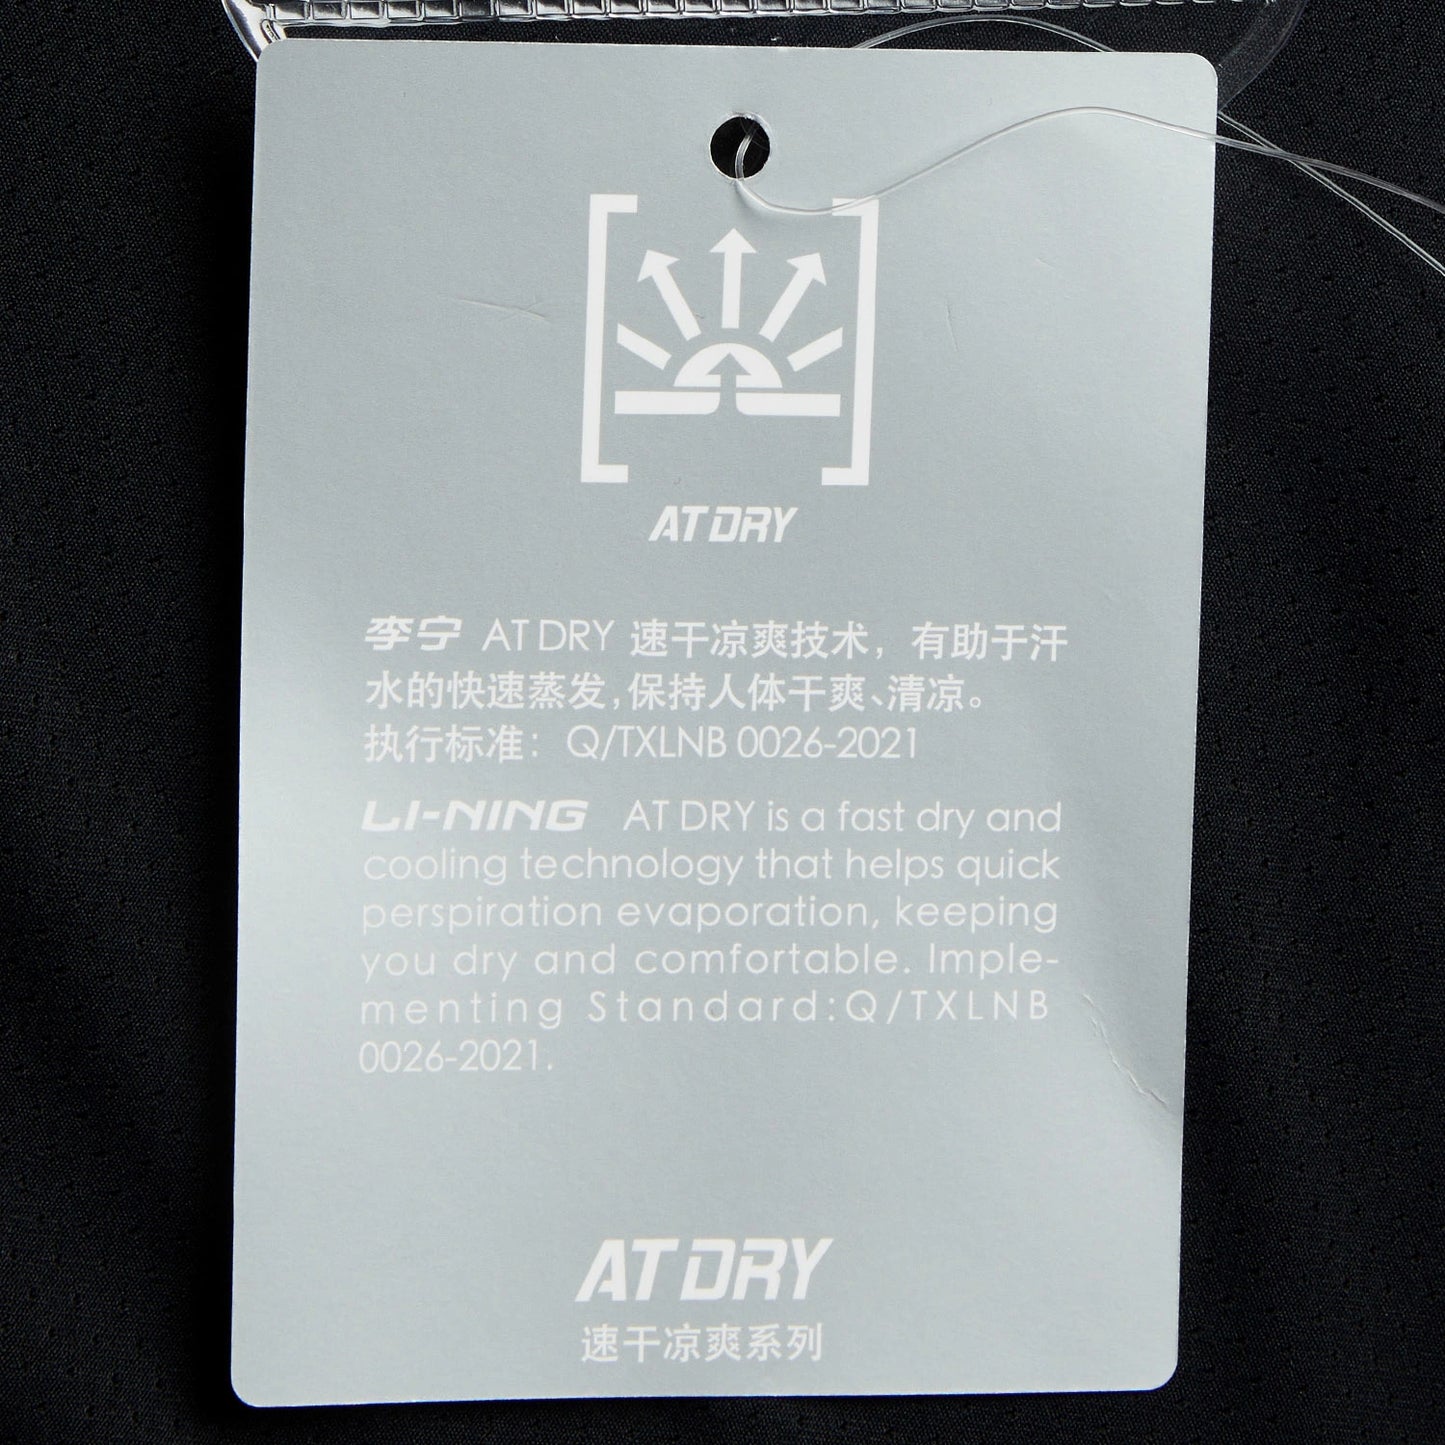 AT DRY
李宁 AT DRY 速干凉爽技术，有助于汗
水的快速蒸发,保持人体干爽、清凉。
执行标准：Q/TXLNB 0026-2021
LI-NING AT DRY is a fast dry and
cooling technology that helps quick
perspiration evaporation, keeping
you dry and comfortable. Imple-
menting Standard:Q/TXLNB
0026-2021.
AT DRY
速干凉爽系列